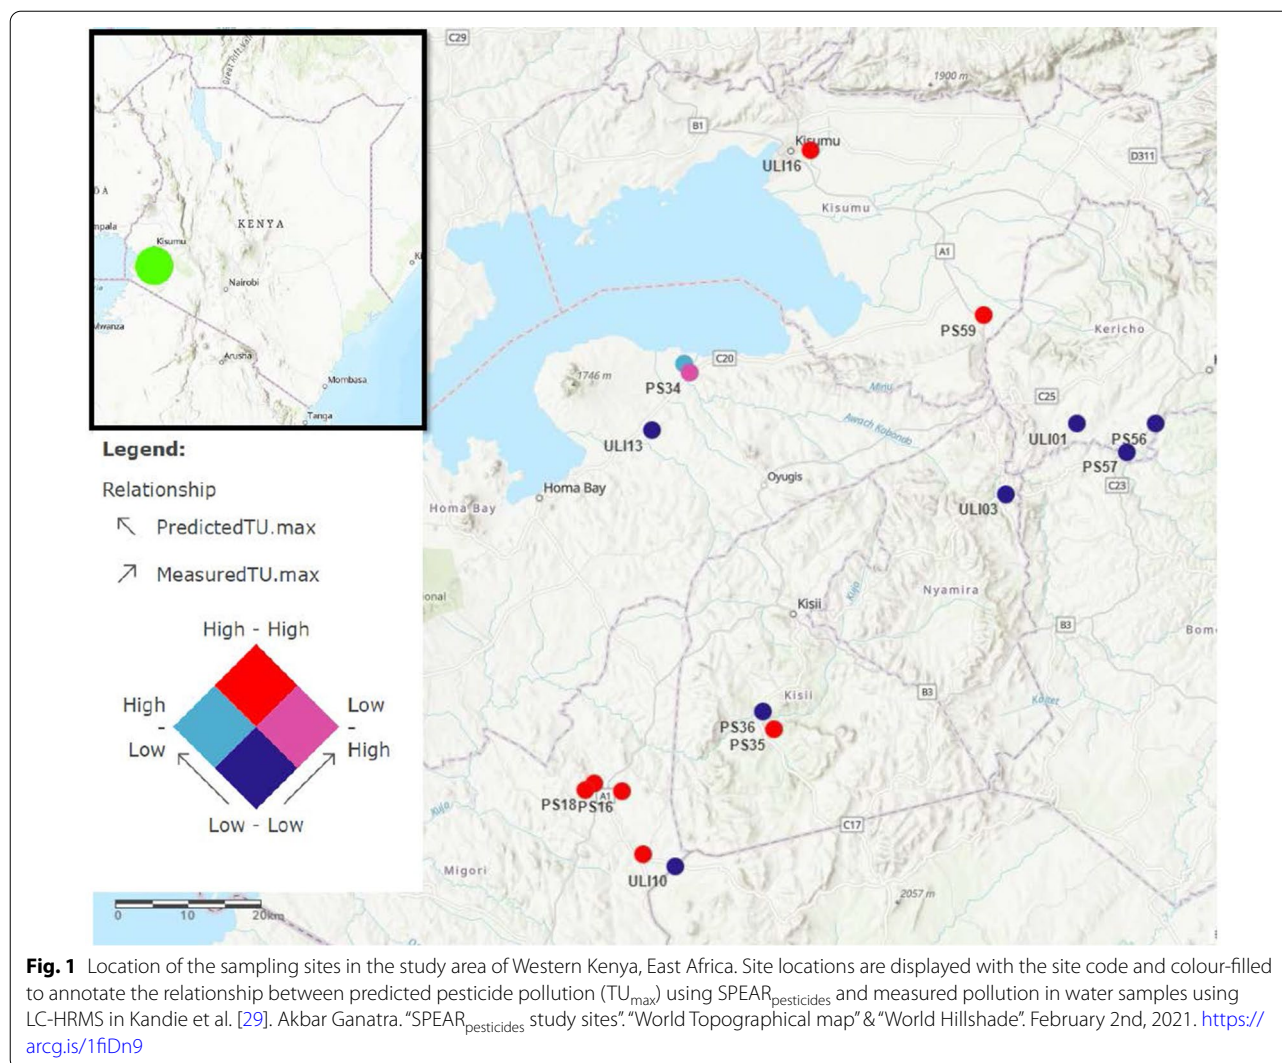 C29
1900 m
B1
Kisumu
ULI16
D311
Kisumu
A1
PS59
Kericho
C20
PS34
1746 m
Minu
C25
Awach Kabondo
ULI13
ULI01
PS56
PS57
Oyugis
C23
Homa Bay
Homa Bay
ULI03
Kuja
Nyamira
Kisii
B3
Kisii
B3
PS36
PS35
PS18
A1
PS16
Kuja
C17
Migori
ULI10
2057 m
KENYA
Kisumu
Nairobi
Mwanza
Arusha
Mombasa
Tanga
Legend:
Relationship
PredictedTU.max
MeasuredTU.max
High - High
High
-
Low
Low
-
High
Low - Low
0 10 20km
Fig. 1 Location of the sampling sites in the study area of Western Kenya, East Africa. Site locations are displayed with the site code and colour-filled
to annotate the relationship between predicted pesticide pollution (TUmax) using SPEARpesticides and measured pollution in water samples using
LC-HRMS in Kandie et al. [29]. Akbar Ganatra. “SPEARpesticides study sites”. “World Topographical map” & “World Hillshade”. February 2nd, 2021. https://
arcg.is/1fiDn9